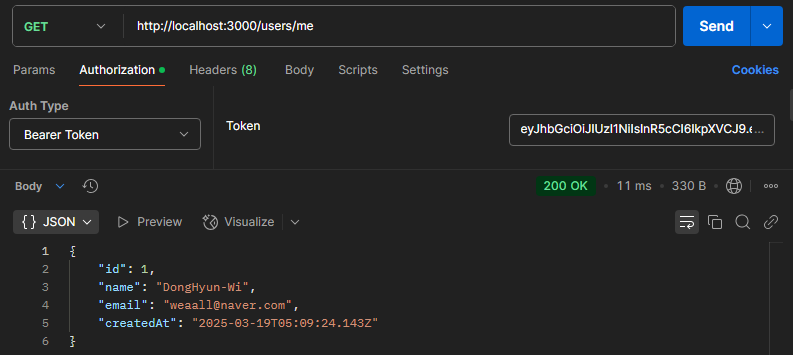 GET http://localhost:3000/users/me Send
Params Authorization Headers (8) Body Scripts Settings Cookies
Auth Type
Bearer Token
Token eyJhbGciOiJIUzI1NiIsInR5cCI6IkpXVCJ9.e...
Body 200 OK • 11 ms • 330 B
{} JSON Preview Visualize
1 {
2 "id": 1,
3 "name": "DongHyun-Wi",
4 "email": "weaall@naver.com",
5 "createdAt": "2025-03-19T05:09:24.143Z"
6 }